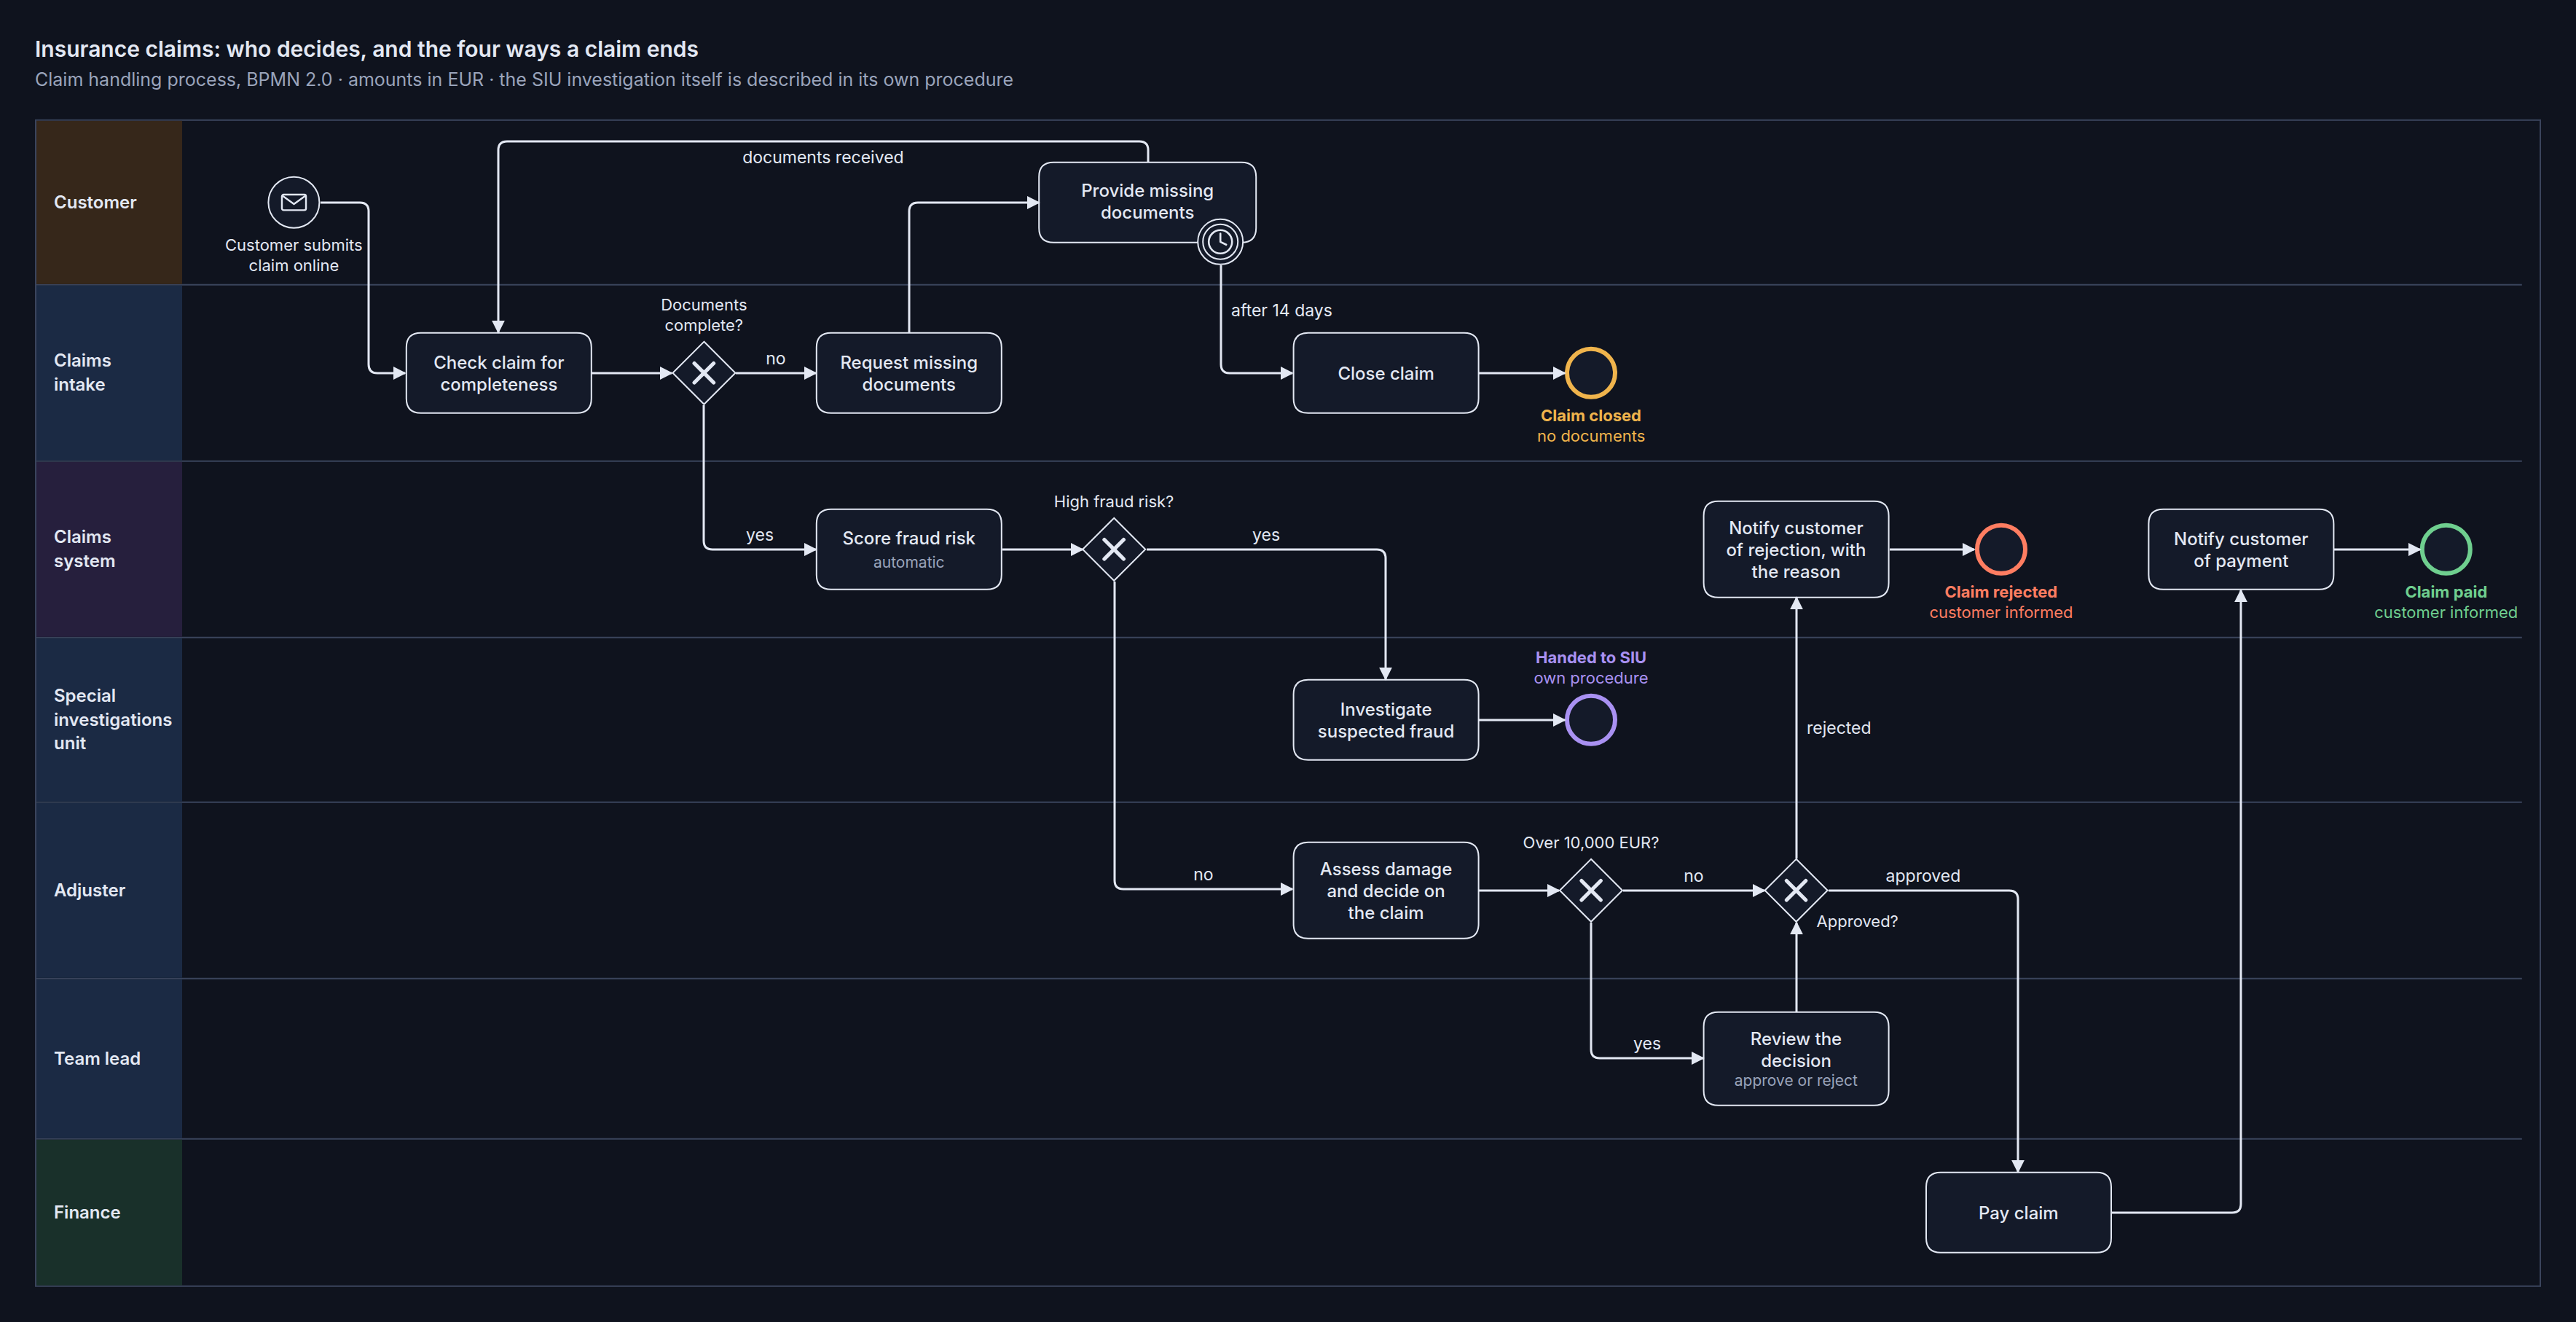 Insurance claims: who decides, and the four ways a claim ends
Claim handling process, BPMN 2.0 · amounts in EUR · the SIU investigation itself is described in its own procedure
Customer
Customer submits
claim online
documents received
Provide missing
documents
Claims
intake
Check claim for
completeness
Documents
complete?
no
Request missing
documents
after 14 days
Close claim
Claim closed
no documents
Claims
system
yes
Score fraud risk
automatic
High fraud risk?
yes
Notify customer
of rejection, with
the reason
Claim rejected
customer informed
Notify customer
of payment
Claim paid
customer informed
Special
investigations
unit
Investigate
suspected fraud
Handed to SIU
own procedure
rejected
Adjuster
no
Assess damage
and decide on
the claim
Over 10,000 EUR?
no
approved
Approved?
Team lead
yes
Review the
decision
approve or reject
Finance
Pay claim